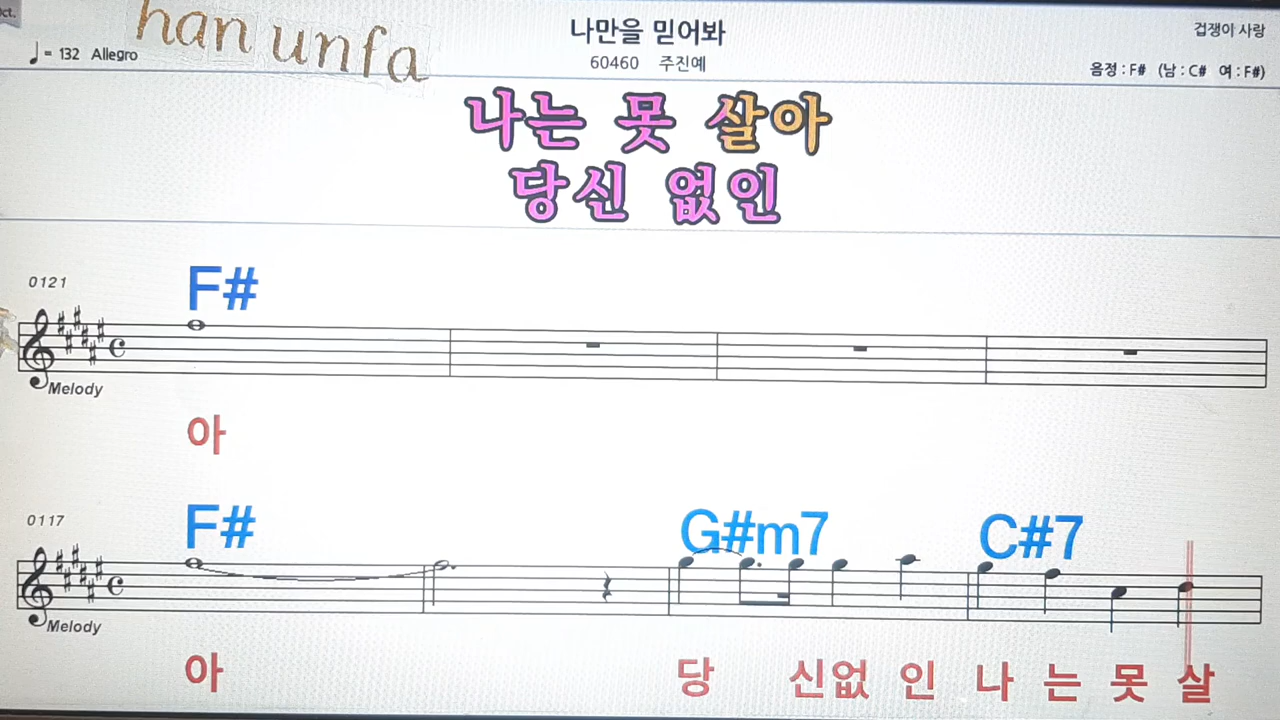 ct.
han unfa
♩ = 132 Allegro
나만을 믿어봐
60460 주진예
겁쟁이 사랑
음정 : F# (남 : C# 여 : F#)
나는 못 살아
당신 없인
0121
F#
Melody
아
0117
F# G#m7 C#7
Melody
아 당 신없 인 나 는 못 살